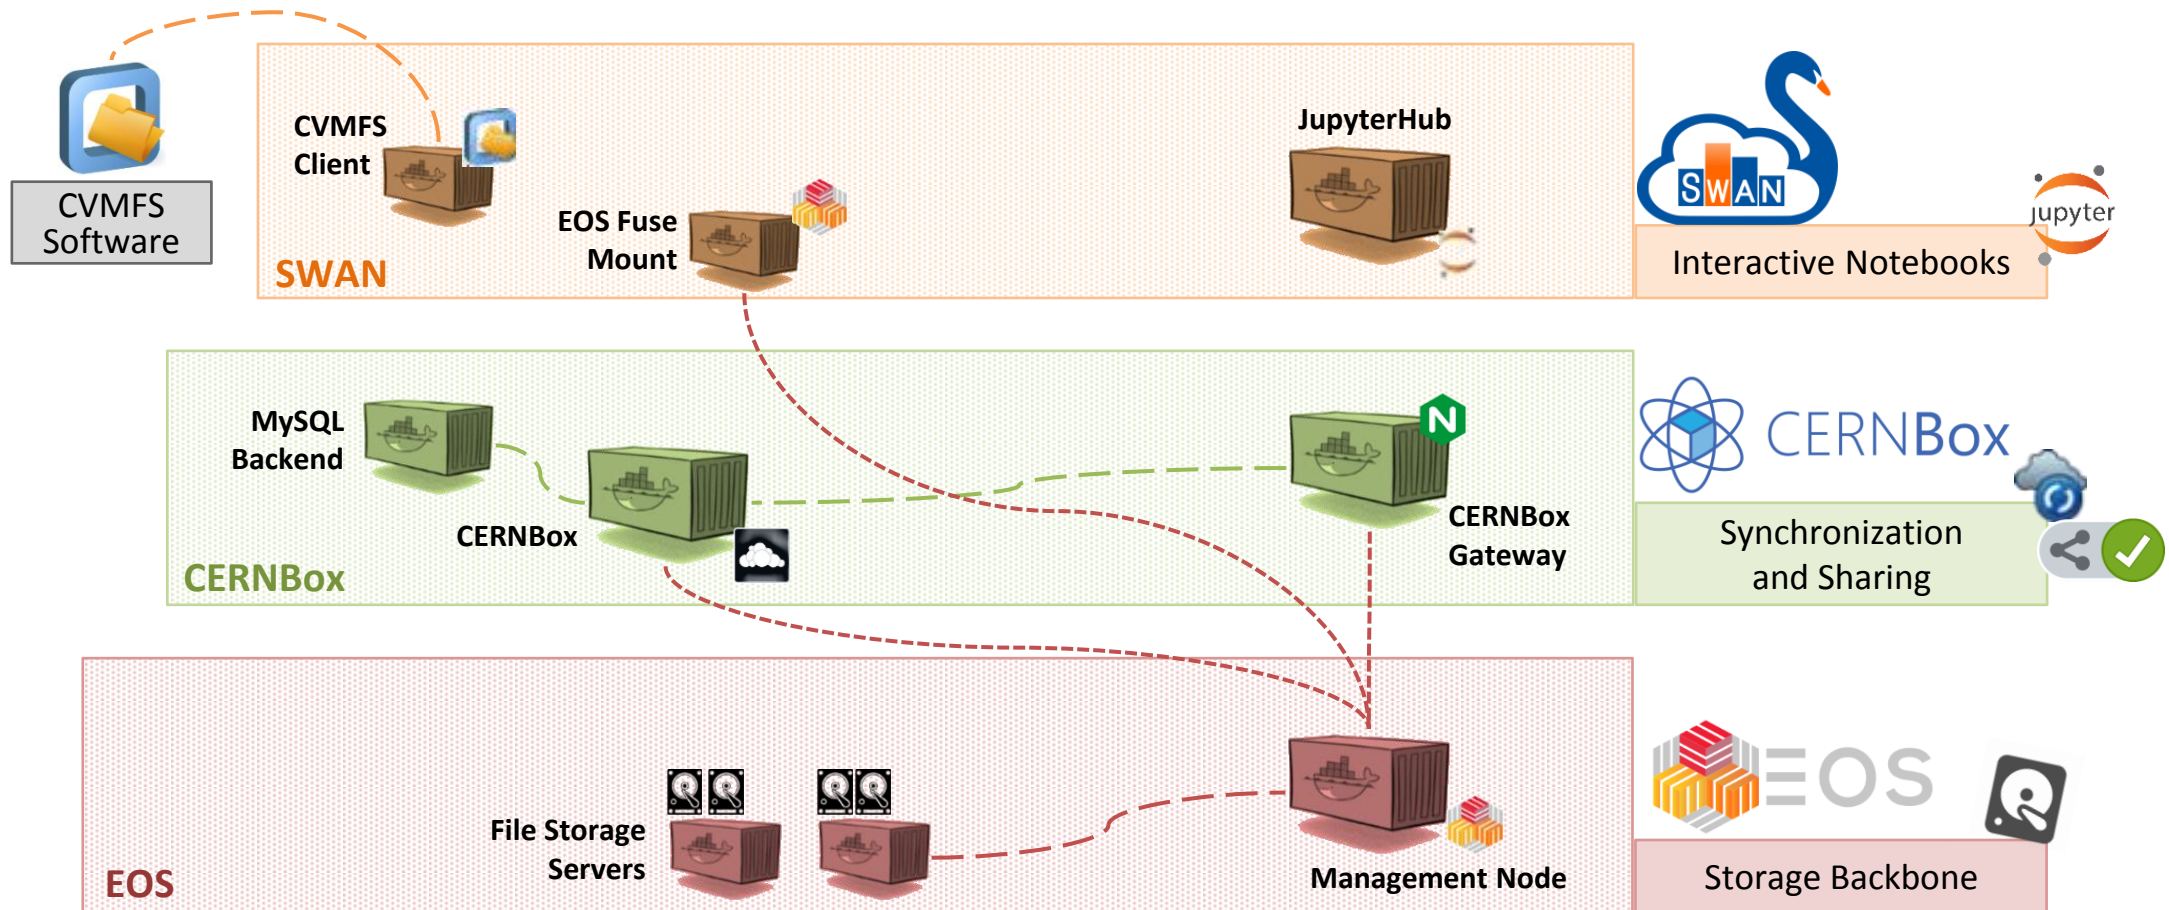 CVMFS
Software
CVMFS
Client
EOS Fuse
Mount
JupyterHub
SWAN
SWAN
Interactive Notebooks
jupyter
MySQL
Backend
CERNBox
CERNBox
N
CERNBox
Gateway
CERNBox
Synchronization
and Sharing
File Storage
Servers
EOS
Management Node
EOS
Storage Backbone